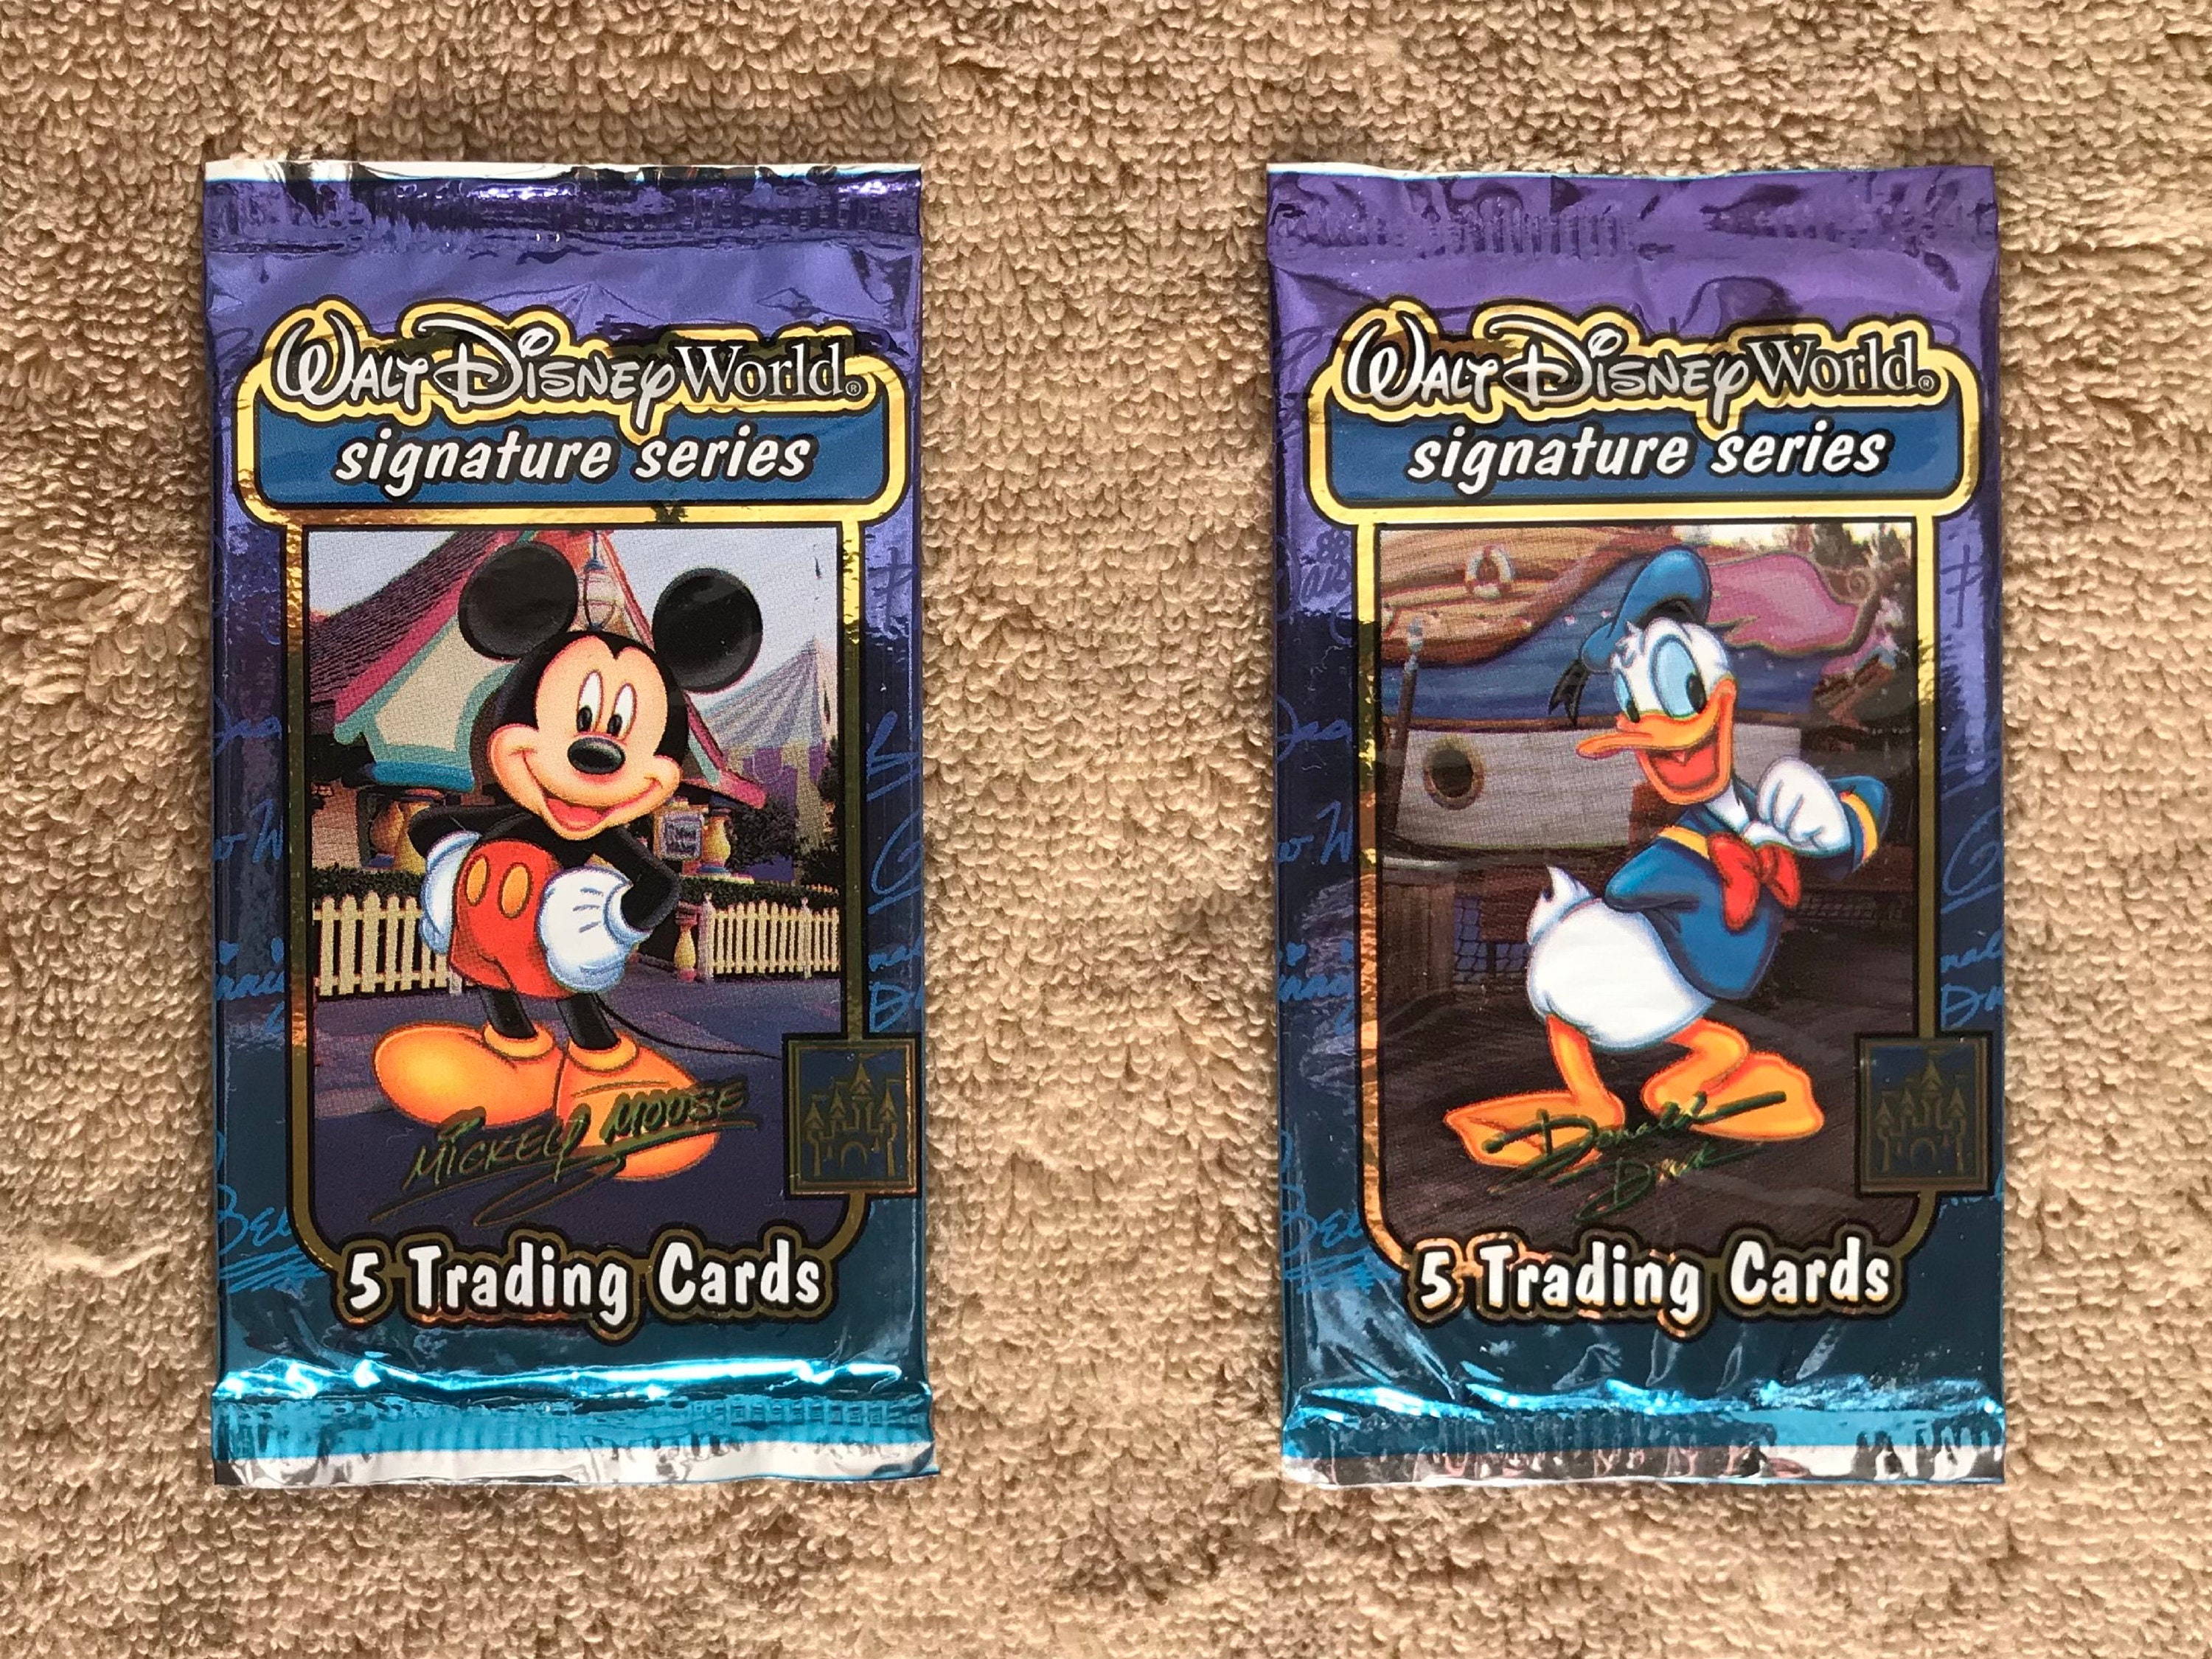 Walt Disney World®
signature series
Mickey Mouse
5 Trading Cards
Walt Disney World®
signature series
Donald
Duck
5 Trading Cards